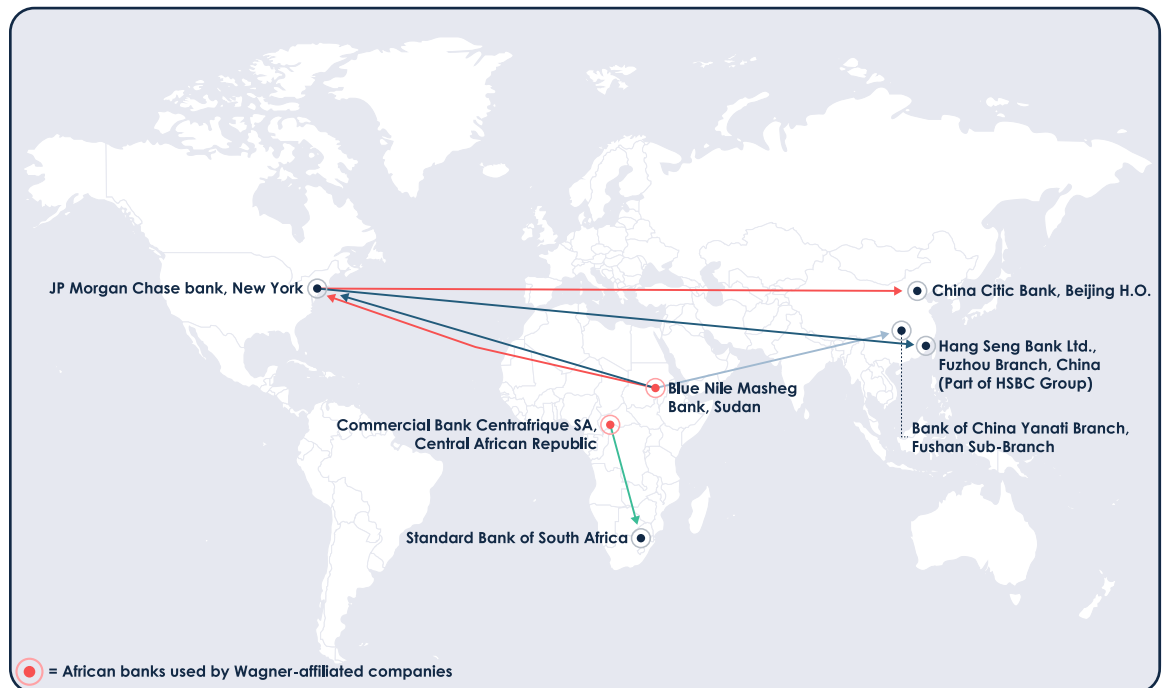 JP Morgan Chase bank, New York
China Citic Bank, Beijing H.O.
Hang Seng Bank Ltd.,
Fuzhou Branch, China
(Part of HSBC Group)
Blue Nile Masheg
Bank, Sudan
Commercial Bank Centrafrique SA,
Central African Republic
Bank of China Yanati Branch,
Fushan Sub-Branch
Standard Bank of South Africa
= African banks used by Wagner-affiliated companies